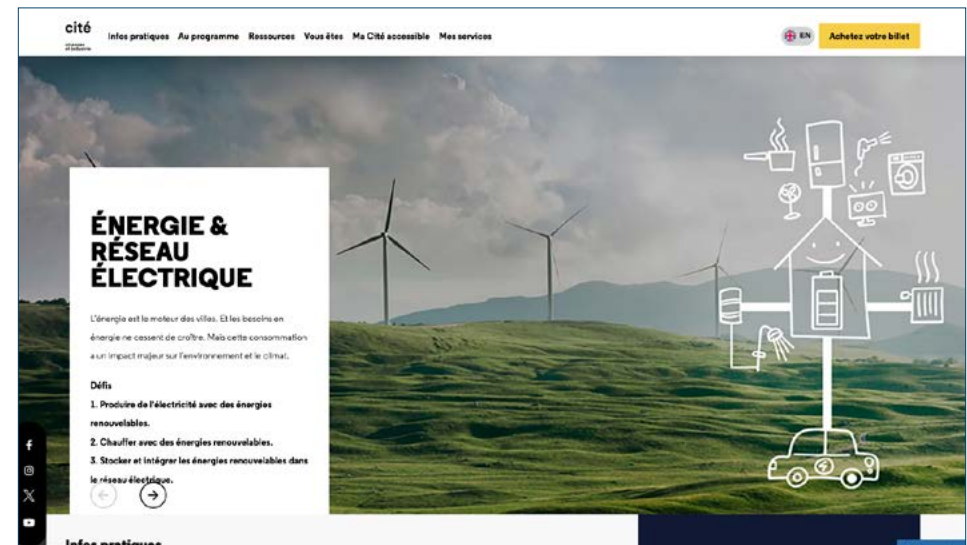 cité
sciences
et industrie
Infos pratiques Au programme Ressources Vous êtes Ma Cité accessible Mes services
EN
Achetez votre billet
ÉNERGIE &
RÉSEAU
ÉLECTRIQUE
L'énergie est le moteur des villes. Et les besoins en
énergie ne cessent de croître. Mais cette consommation
a un impact majeur sur l'environnement et le climat.
Défis
1. Produire de l'électricité avec des énergies
renouvelables.
2. Chauffer avec des énergies renouvelables.
3. Stocker et intégrer les énergies renouvelables dans
le réseau électrique.
Infos pratiques